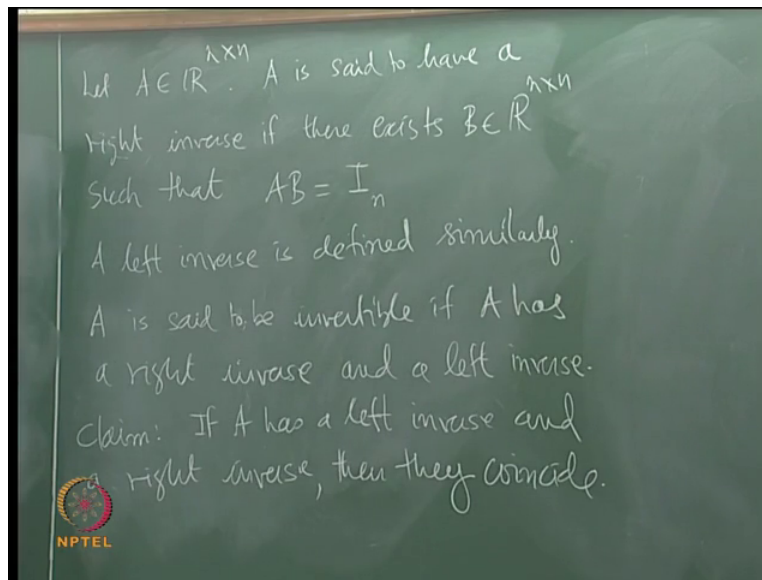 Let A ∈ ℝ^{n×n}. A is said to have a
right inverse if there exists B ∈ ℝ^{n×n}
such that AB = I_n
A left inverse is defined similarly.
A is said to be invertible if A has
a right inverse and a left inverse.
Claim: If A has a left inverse and
a right inverse, then they coincide.
NPTEL